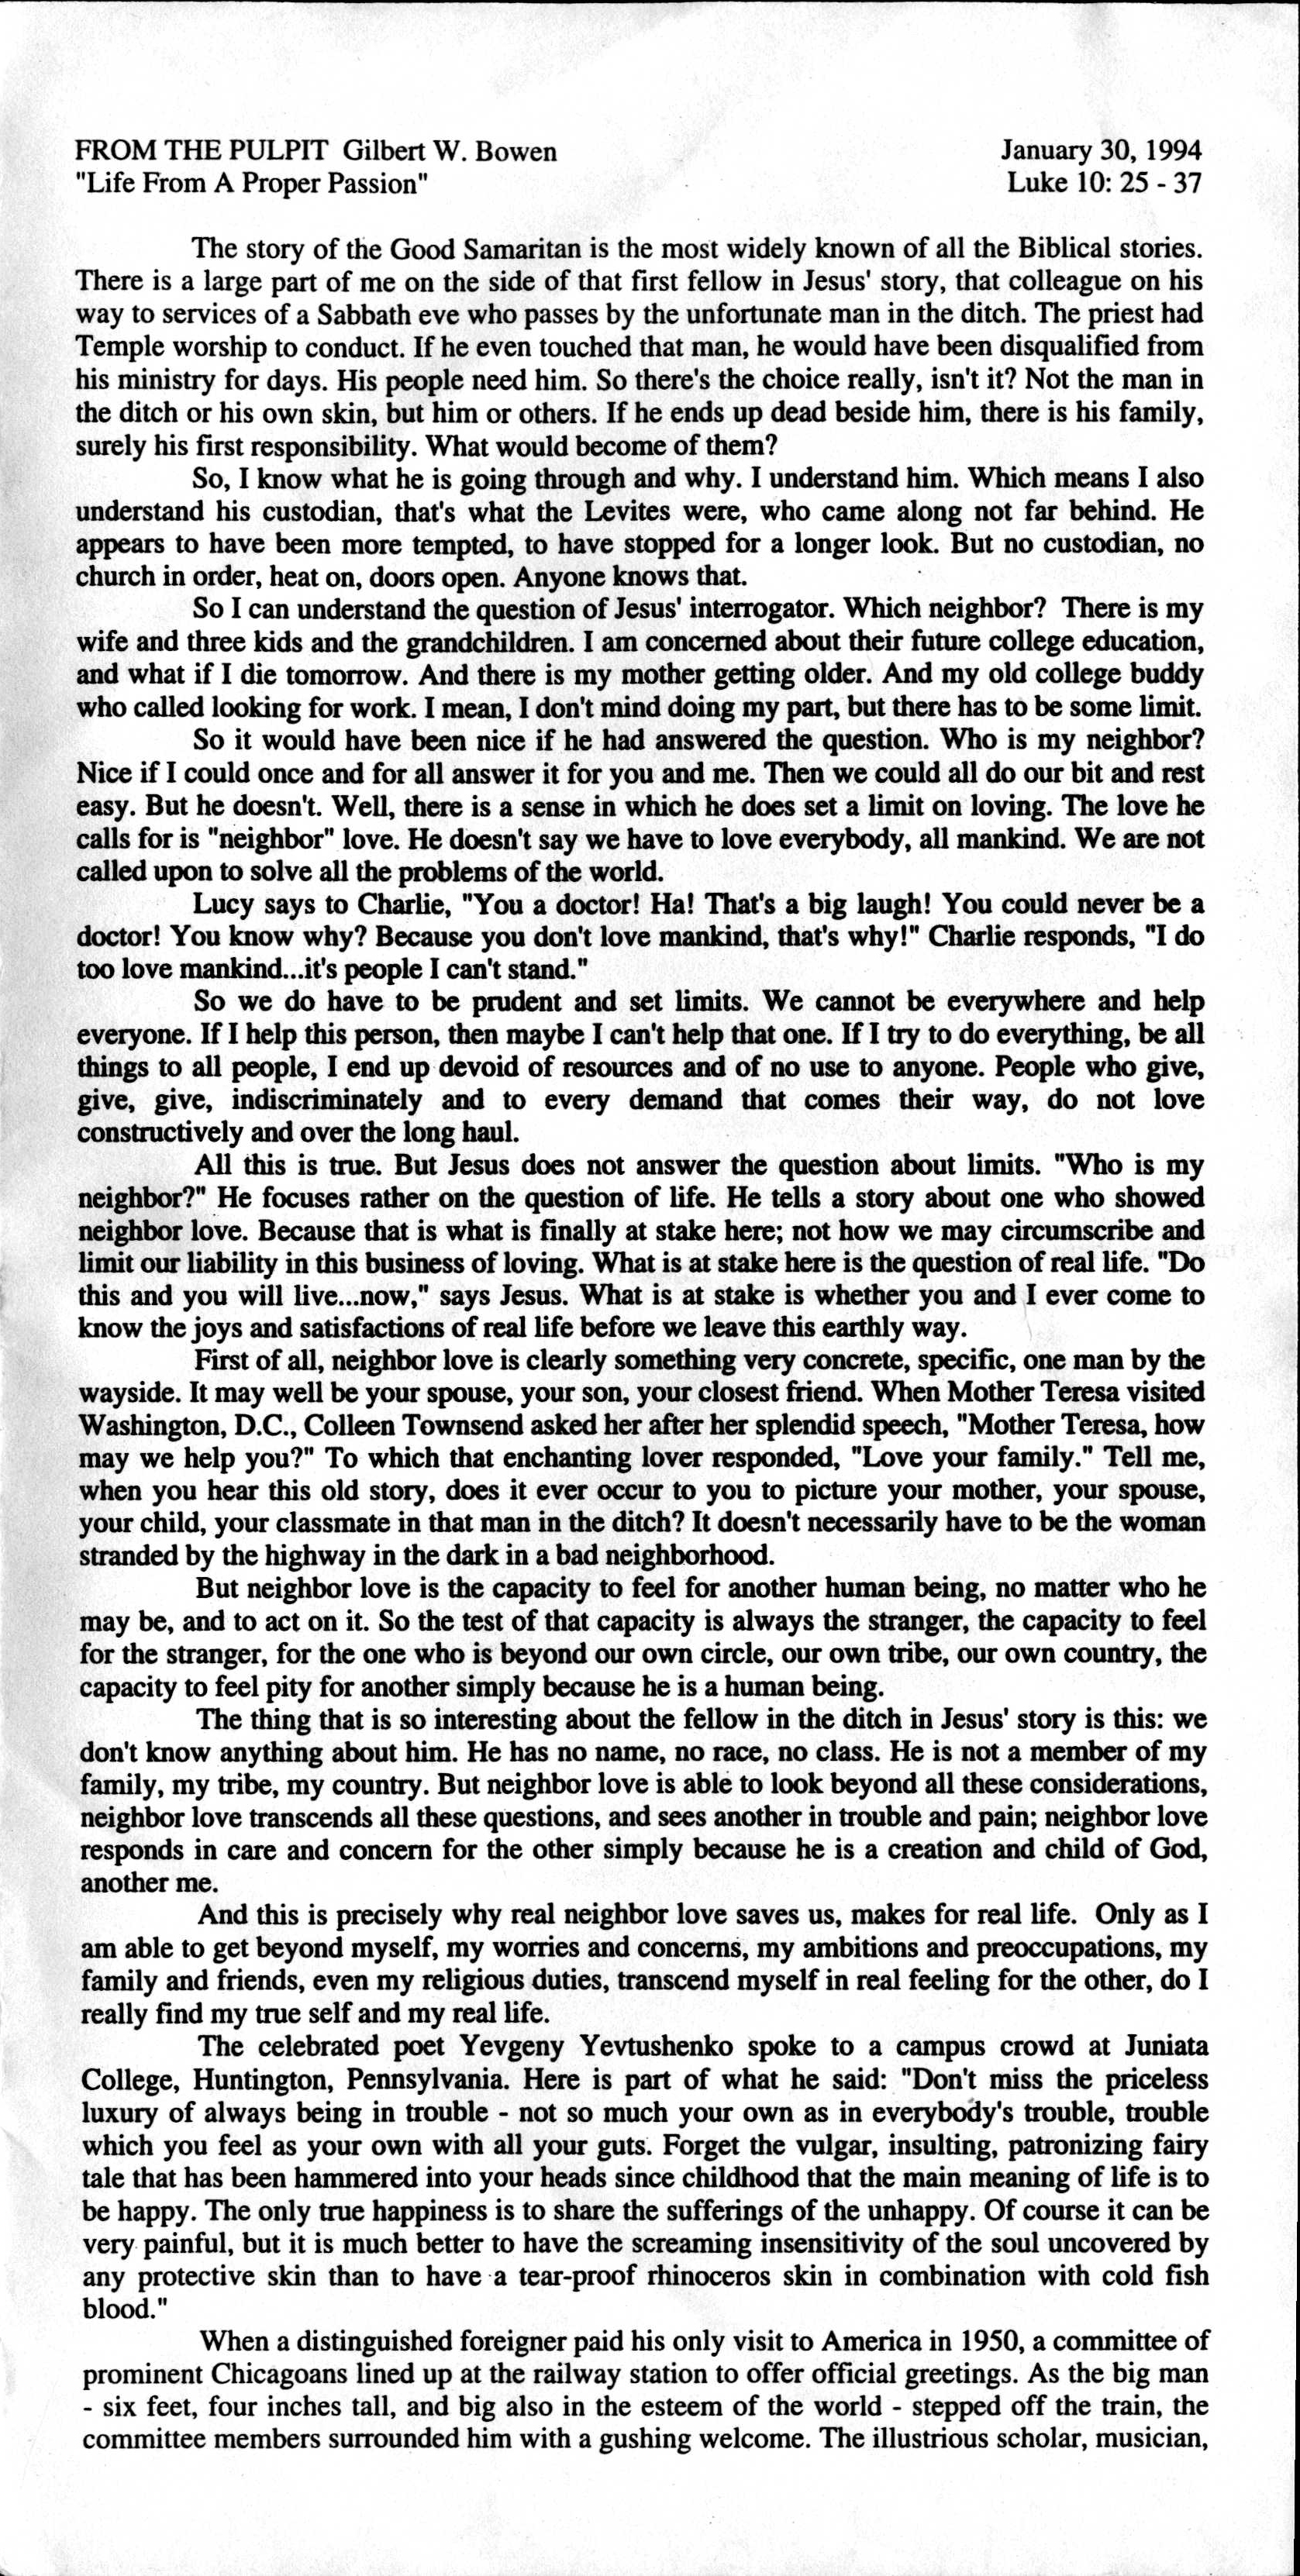 FROM THE PULPIT Gilbert W. Bowen January 30, 1994
"Life From A Proper Passion" Luke 10: 25 - 37
The story of the Good Samaritan is the most widely known of all the Biblical stories.
There is a large part of me on the side of that first fellow in Jesus' story, that colleague on his
way to services of a Sabbath eve who passes by the unfortunate man in the ditch. The priest had
Temple worship to conduct. If he even touched that man, he would have been disqualified from
his ministry for days. His people need him. So there's the choice really, isn't it? Not the man in
the ditch or his own skin, but him or others. If he ends up dead beside him, there is his family,
surely his first responsibility. What would become of them?
So, I know what he is going through and why. I understand him. Which means I also
understand his custodian, that's what the Levites were, who came along not far behind. He
appears to have been more tempted, to have stopped for a longer look. But no custodian, no
church in order, heat on, doors open. Anyone knows that.
So I can understand the question of Jesus' interrogator. Which neighbor? There is my
wife and three kids and the grandchildren. I am concerned about their future college education,
and what if I die tomorrow. And there is my mother getting older. And my old college buddy
who called looking for work. I mean, I don't mind doing my part, but there has to be some limit.
So it would have been nice if he had answered the question. Who is my neighbor?
Nice if I could once and for all answer it for you and me. Then we could all do our bit and rest
easy. But he doesn't. Well, there is a sense in which he does set a limit on loving. The love he
calls for is "neighbor" love. He doesn't say we have to love everybody, all mankind. We are not
called upon to solve all the problems of the world.
Lucy says to Charlie, "You a doctor! Ha! That's a big laugh! You could never be a
doctor! You know why? Because you don't love mankind, that's why!" Charlie responds, "I do
too love mankind...it's people I can't stand."
So we do have to be prudent and set limits. We cannot be everywhere and help
everyone. If I help this person, then maybe I can't help that one. If I try to do everything, be all
things to all people, I end up devoid of resources and of no use to anyone. People who give,
give, give, indiscriminately and to every demand that comes their way, do not love
constructively and over the long haul.
All this is true. But Jesus does not answer the question about limits. "Who is my
neighbor?" He focuses rather on the question of life. He tells a story about one who showed
neighbor love. Because that is what is finally at stake here; not how we may circumscribe and
limit our liability in this business of loving. What is at stake here is the question of real life. "Do
this and you will live...now," says Jesus. What is at stake is whether you and I ever come to
know the joys and satisfactions of real life before we leave this earthly way.
First of all, neighbor love is clearly something very concrete, specific, one man by the
wayside. It may well be your spouse, your son, your closest friend. When Mother Teresa visited
Washington, D.C., Colleen Townsend asked her after her splendid speech, "Mother Teresa, how
may we help you?" To which that enchanting lover responded, "Love your family." Tell me,
when you hear this old story, does it ever occur to you to picture your mother, your spouse,
your child, your classmate in that man in the ditch? It doesn't necessarily have to be the woman
stranded by the highway in the dark in a bad neighborhood.
But neighbor love is the capacity to feel for another human being, no matter who he
may be, and to act on it. So the test of that capacity is always the stranger, the capacity to feel
for the stranger, for the one who is beyond our own circle, our own tribe, our own country, the
capacity to feel pity for another simply because he is a human being.
The thing that is so interesting about the fellow in the ditch in Jesus' story is this: we
don't know anything about him. He has no name, no race, no class. He is not a member of my
family, my tribe, my country. But neighbor love is able to look beyond all these considerations,
neighbor love transcends all these questions, and sees another in trouble and pain; neighbor love
responds in care and concern for the other simply because he is a creation and child of God,
another me.
And this is precisely why real neighbor love saves us, makes for real life. Only as I
am able to get beyond myself, my worries and concerns, my ambitions and preoccupations, my
family and friends, even my religious duties, transcend myself in real feeling for the other, do I
really find my true self and my real life.
The celebrated poet Yevgeny Yevtushenko spoke to a campus crowd at Juniata
College, Huntington, Pennsylvania. Here is part of what he said: "Don't miss the priceless
luxury of always being in trouble - not so much your own as in everybody's trouble, trouble
which you feel as your own with all your guts. Forget the vulgar, insulting, patronizing fairy
tale that has been hammered into your heads since childhood that the main meaning of life is to
be happy. The only true happiness is to share the sufferings of the unhappy. Of course it can be
very painful, but it is much better to have the screaming insensitivity of the soul uncovered by
any protective skin than to have a tear-proof rhinoceros skin in combination with cold fish
blood."
When a distinguished foreigner paid his only visit to America in 1950, a committee of
prominent Chicagoans lined up at the railway station to offer official greetings. As the big man
- six feet, four inches tall, and big also in the esteem of the world - stepped off the train, the
committee members surrounded him with a gushing welcome. The illustrious scholar, musician,